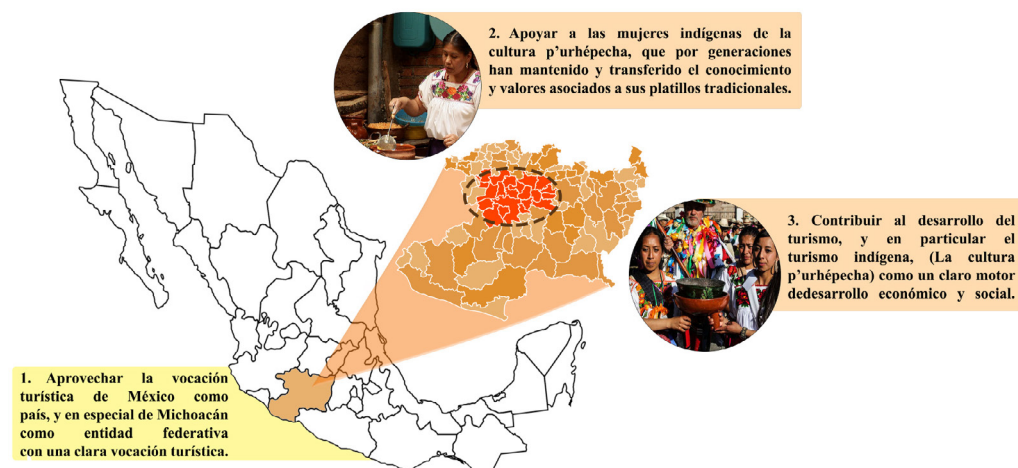 2. Apoyar a las mujeres indígenas de la
cultura p'urhépecha, que por generaciones
han mantenido y transferido el conocimiento
y valores asociados a sus platillos tradicionales.
3. Contribuir al desarrollo del
turismo, y en particular el
turismo indígena, (La cultura
p'urhépecha) como un claro motor
dedesarrollo económico y social.
1. Aprovechar la vocación
turística de México como
país, y en especial de Michoacán
como entidad federativa
con una clara vocación turística.